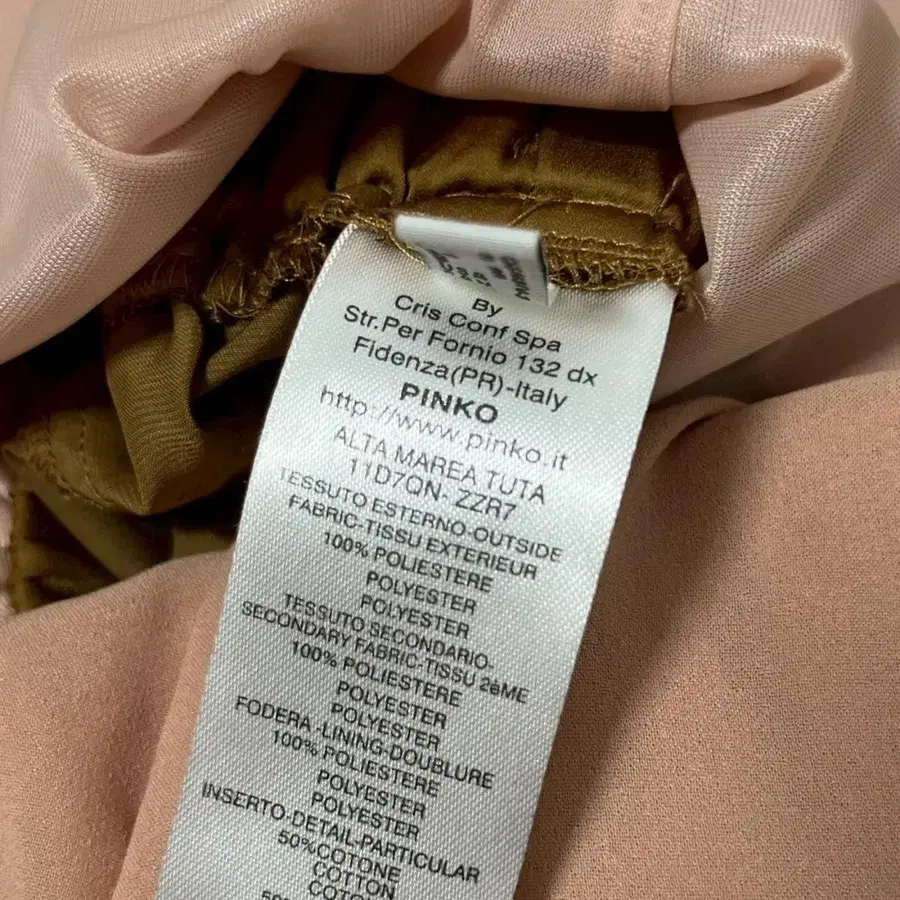 By
Cris Conf Spa
Str.Per Fornio 132 dx
Fidenza(PR)-Italy
PINKO
http://www.pinko.it
ALTA MAREA TUTA
11D7QN- ZZR7
TESSUTO ESTERNO-OUTSIDE
FABRIC-TISSU EXTERIEUR
100% POLIESTERE
POLYESTER
POLYESTER
TESSUTO SECONDARIO-
SECONDARY FABRIC-TISSU 2èME
100% POLIESTERE
POLYESTER
POLYESTER
FODERA -LINING-DOUBLURE
100% POLIESTERE
POLYESTER
POLYESTER
INSERTO-DETAIL-PARTICULAR
50%COTONE
COTTON